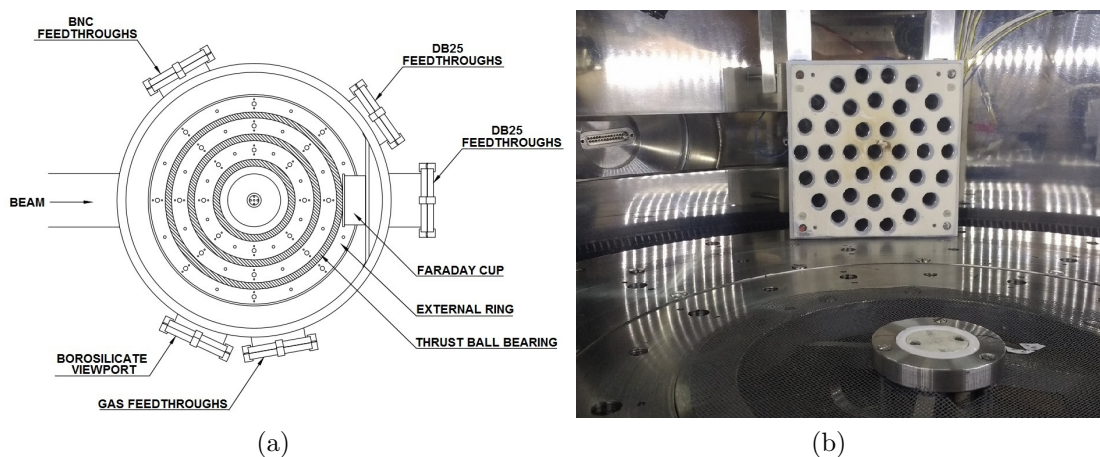 BNC
FEEDTHROUGHS
DB25
FEEDTHROUGHS
DB25
FEEDTHROUGHS
BEAM
FARADAY CUP
EXTERNAL RING
THRUST BALL BEARING
BOROSILICATE
VIEWPORT
GAS FEEDTHROUGHS
(a)
(b)